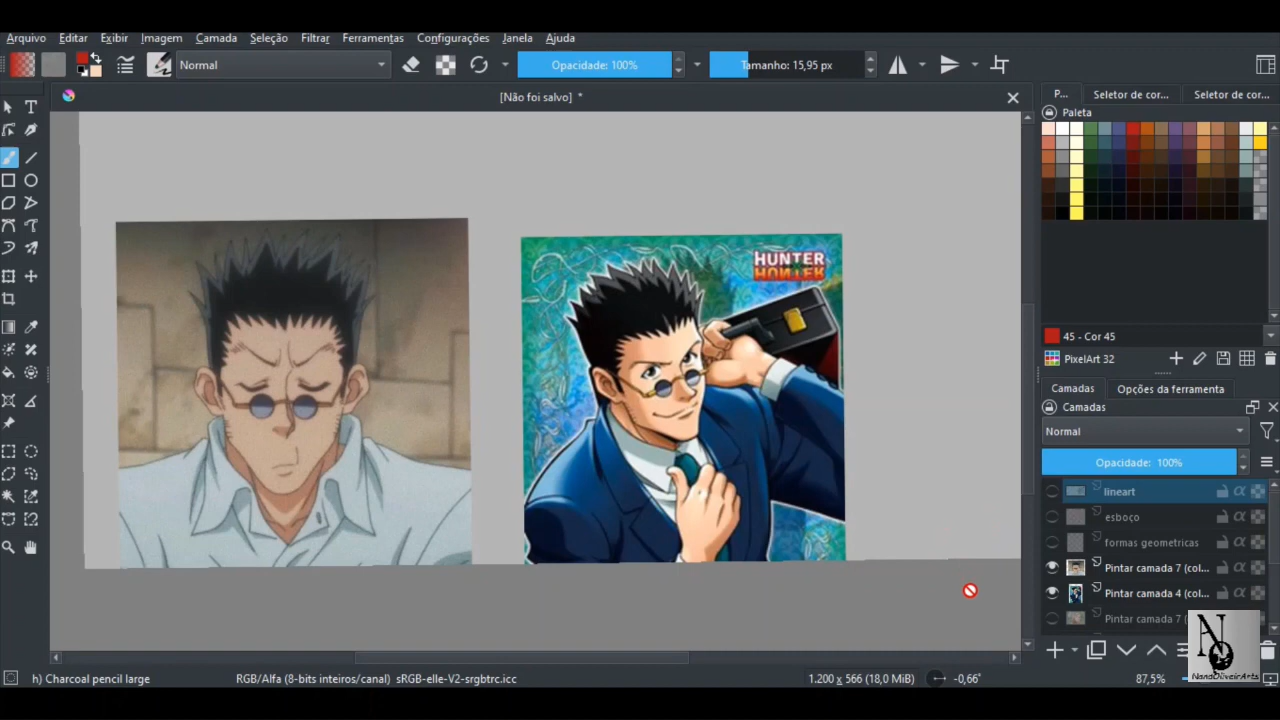 Arquivo Editar Exibir Imagem Camada Seleção Filtrar Ferramentas Configurações Janela Ajuda
Normal Opacidade: 100% Tamanho: 15,95 px
[Não foi salvo] *
P... Seletor de cor... Seletor de cor...
Paleta
HUNTER
HUNTER
45 - Cor 45
PixelArt 32
Camadas Opções da ferramenta
Camadas
Normal
Opacidade: 100%
lineart
esboço
formas geometricas
Pintar camada 7 (col...
Pintar camada 4 (col...
Pintar camada 7
NandOliveirArts
h) Charcoal pencil large RGB/Alfa (8-bits inteiros/canal) sRGB-elle-V2-srgbtrc.icc 1.200 x 566 (18,0 MiB) -0,66° 87,5%